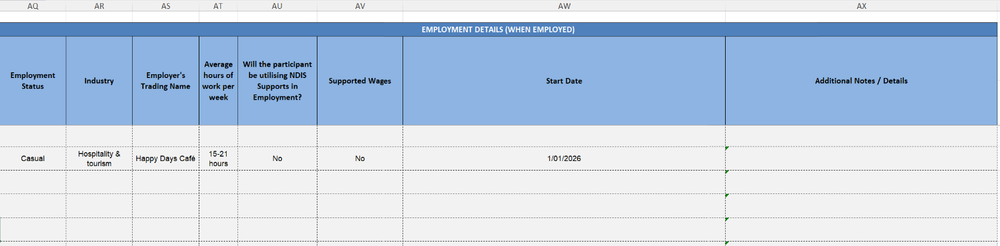 AQ AR AS AT AU AV AW AX
EMPLOYMENT DETAILS (WHEN EMPLOYED)
Employment
Status
Industry
Employer's
Trading Name
Average
hours of
work per
week
Will the participant
be utilising NDIS
Supports in
Employment?
Supported Wages
Start Date
Additional Notes / Details
Casual
Hospitality &
tourism
Happy Days Café
15-21
hours
No
No
1/01/2026